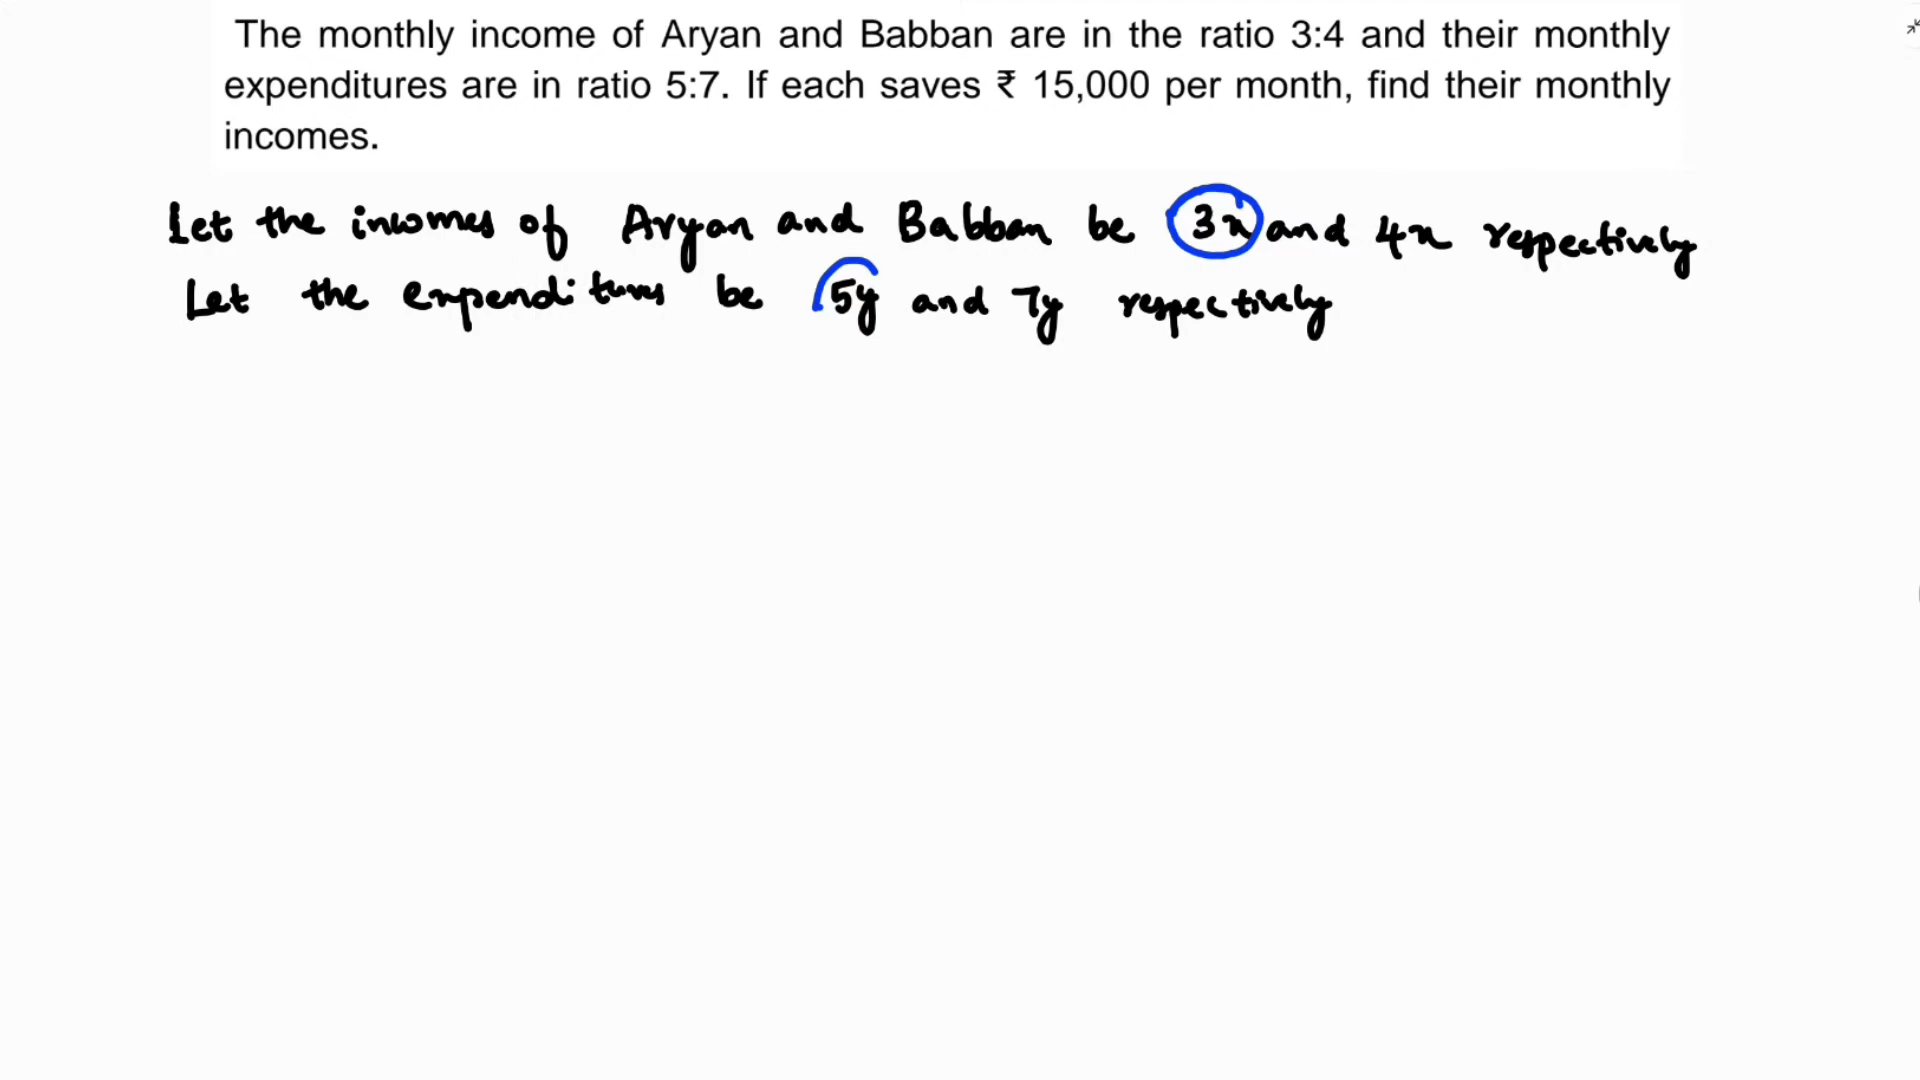 The monthly income of Aryan and Babban are in the ratio 3:4 and their monthly
expenditures are in ratio 5:7. If each saves ₹ 15,000 per month, find their monthly
incomes.
Let the incomes of Aryan and Babban be 3x and 4x respectively
Let the expenditures be 5y and 7y respectively